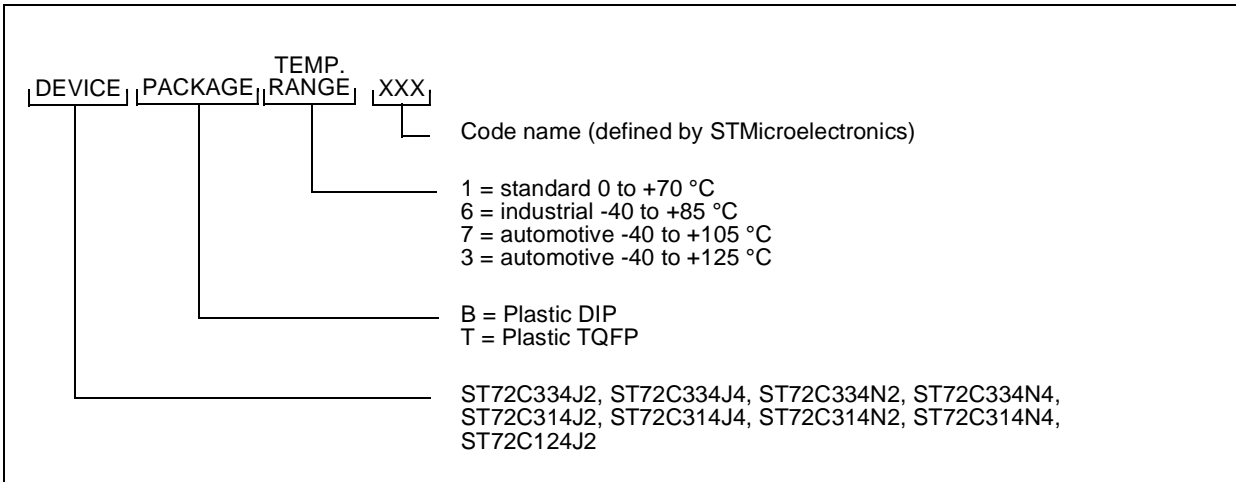 TEMP.
DEVICE PACKAGE RANGE XXX
Code name (defined by STMicroelectronics)
1 = standard 0 to +70 °C
6 = industrial -40 to +85 °C
7 = automotive -40 to +105 °C
3 = automotive -40 to +125 °C
B = Plastic DIP
T = Plastic TQFP
ST72C334J2, ST72C334J4, ST72C334N2, ST72C334N4,
ST72C314J2, ST72C314J4, ST72C314N2, ST72C314N4,
ST72C124J2